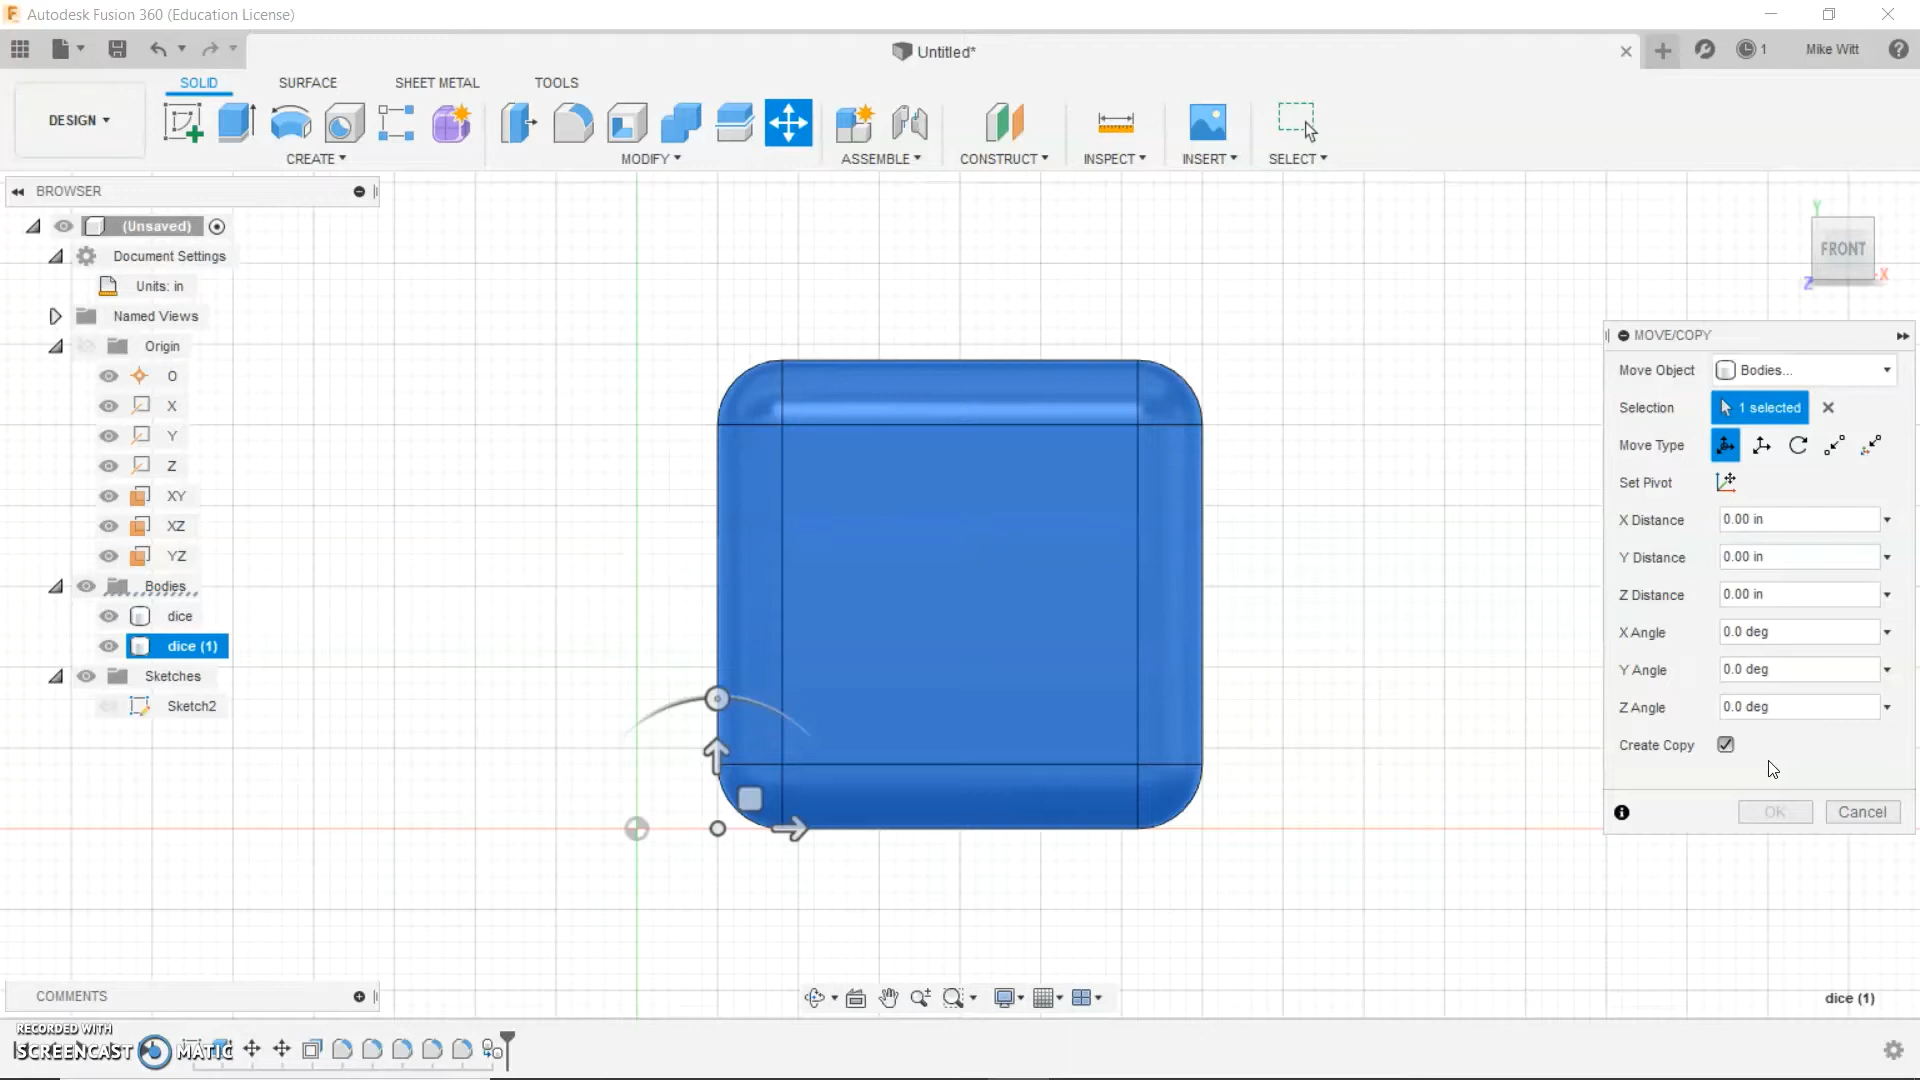 Autodesk Fusion 360 (Education License)
Untitled*
1
Mike Witt
SOLID
SURFACE
SHEET METAL
TOOLS
DESIGN
CREATE
MODIFY
ASSEMBLE
CONSTRUCT
INSPECT
INSERT
SELECT
BROWSER
(Unsaved)
Document Settings
Units: in
Named Views
Origin
O
X
Y
Z
XY
XZ
YZ
Bodies
dice
dice (1)
Sketches
Sketch2
Y
FRONT
X
Z
MOVE/COPY
Move Object
Bodies...
Selection
1 selected
Move Type
Set Pivot
X Distance
0.00 in
Y Distance
0.00 in
Z Distance
0.00 in
X Angle
0.0 deg
Y Angle
0.0 deg
Z Angle
0.0 deg
Create Copy
OK
Cancel
COMMENTS
dice (1)
RECORDED WITH
SCREENCAST MATIC